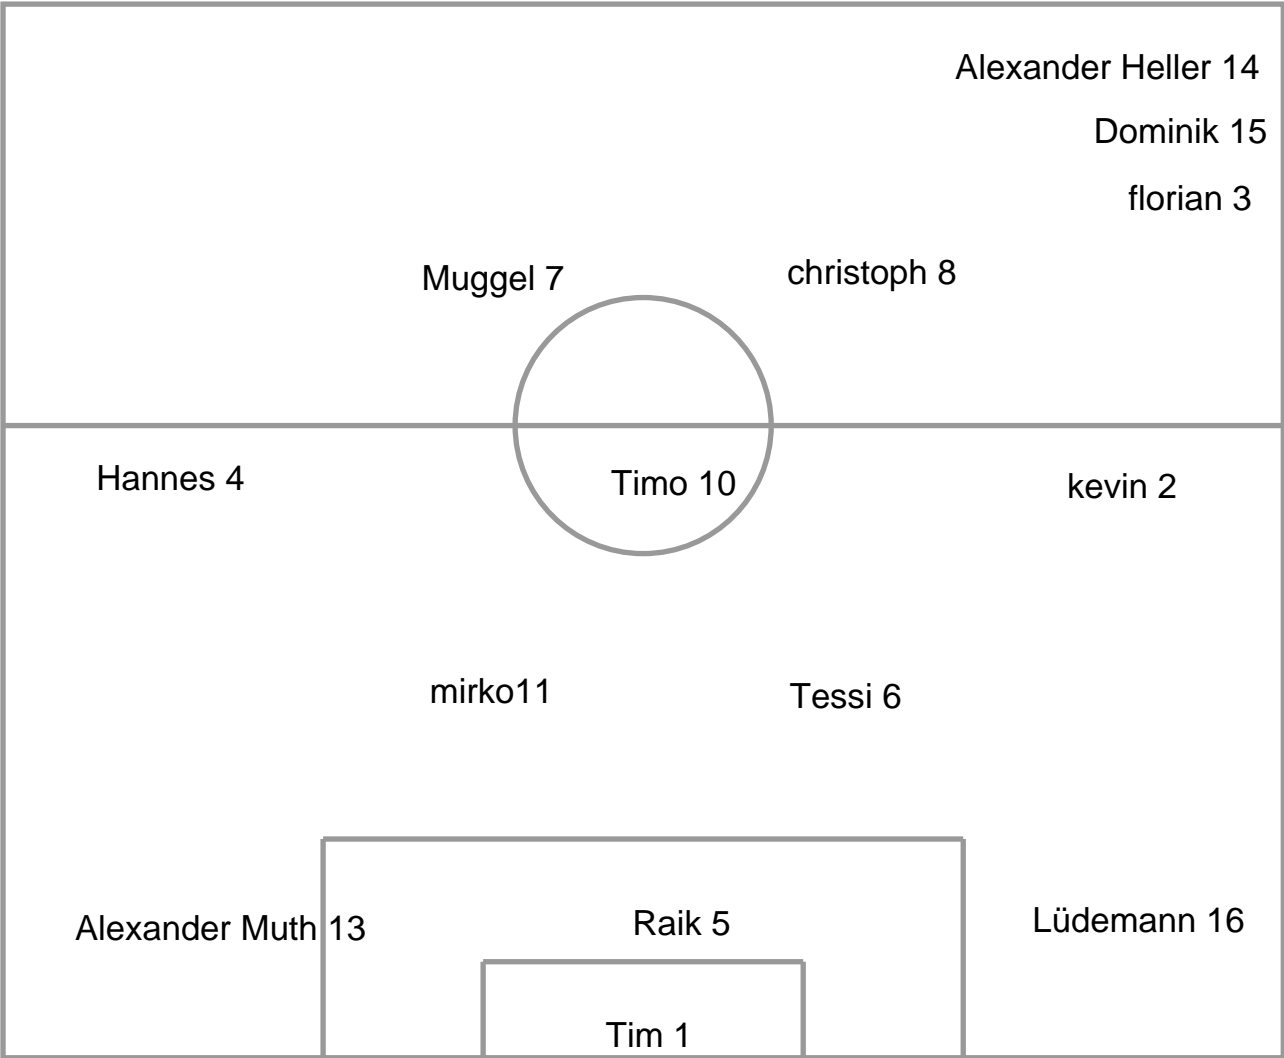 Alexander Heller 14
Dominik 15
florian 3
Muggel 7
christoph 8
Hannes 4
Timo 10
kevin 2
mirko11
Tessi 6
Alexander Muth 13
Raik 5
Lüdemann 16
Tim 1